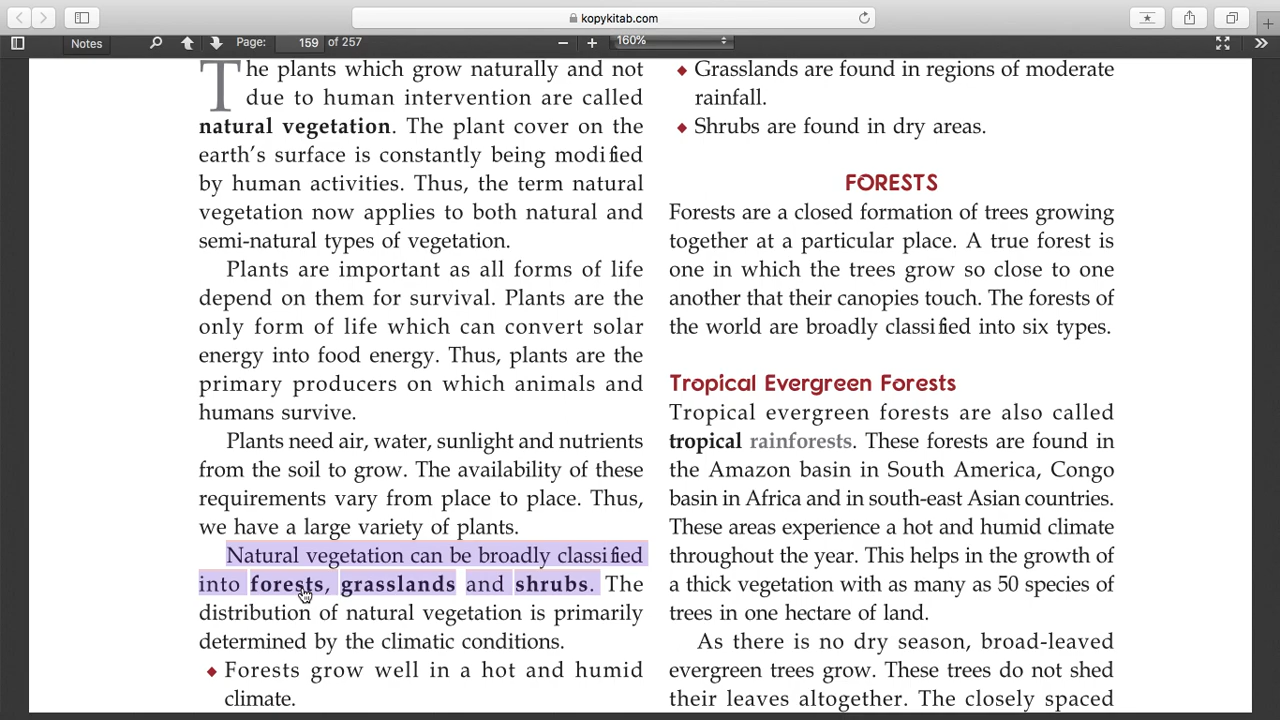 kopykitab.com
Notes
Page: 159 of 257
160%
The plants which grow naturally and not
due to human intervention are called
natural vegetation. The plant cover on the
earth's surface is constantly being modified
by human activities. Thus, the term natural
vegetation now applies to both natural and
semi-natural types of vegetation.
Plants are important as all forms of life
depend on them for survival. Plants are the
only form of life which can convert solar
energy into food energy. Thus, plants are the
primary producers on which animals and
humans survive.
Plants need air, water, sunlight and nutrients
from the soil to grow. The availability of these
requirements vary from place to place. Thus,
we have a large variety of plants.
Natural vegetation can be broadly classified
into forests, grasslands and shrubs. The
distribution of natural vegetation is primarily
determined by the climatic conditions.
◆ Forests grow well in a hot and humid
climate.
◆ Grasslands are found in regions of moderate
rainfall.
◆ Shrubs are found in dry areas.
FORESTS
Forests are a closed formation of trees growing
together at a particular place. A true forest is
one in which the trees grow so close to one
another that their canopies touch. The forests of
the world are broadly classified into six types.
Tropical Evergreen Forests
Tropical evergreen forests are also called
tropical rainforests. These forests are found in
the Amazon basin in South America, Congo
basin in Africa and in south-east Asian countries.
These areas experience a hot and humid climate
throughout the year. This helps in the growth of
a thick vegetation with as many as 50 species of
trees in one hectare of land.
As there is no dry season, broad-leaved
evergreen trees grow. These trees do not shed
their leaves altogether. The closely spaced